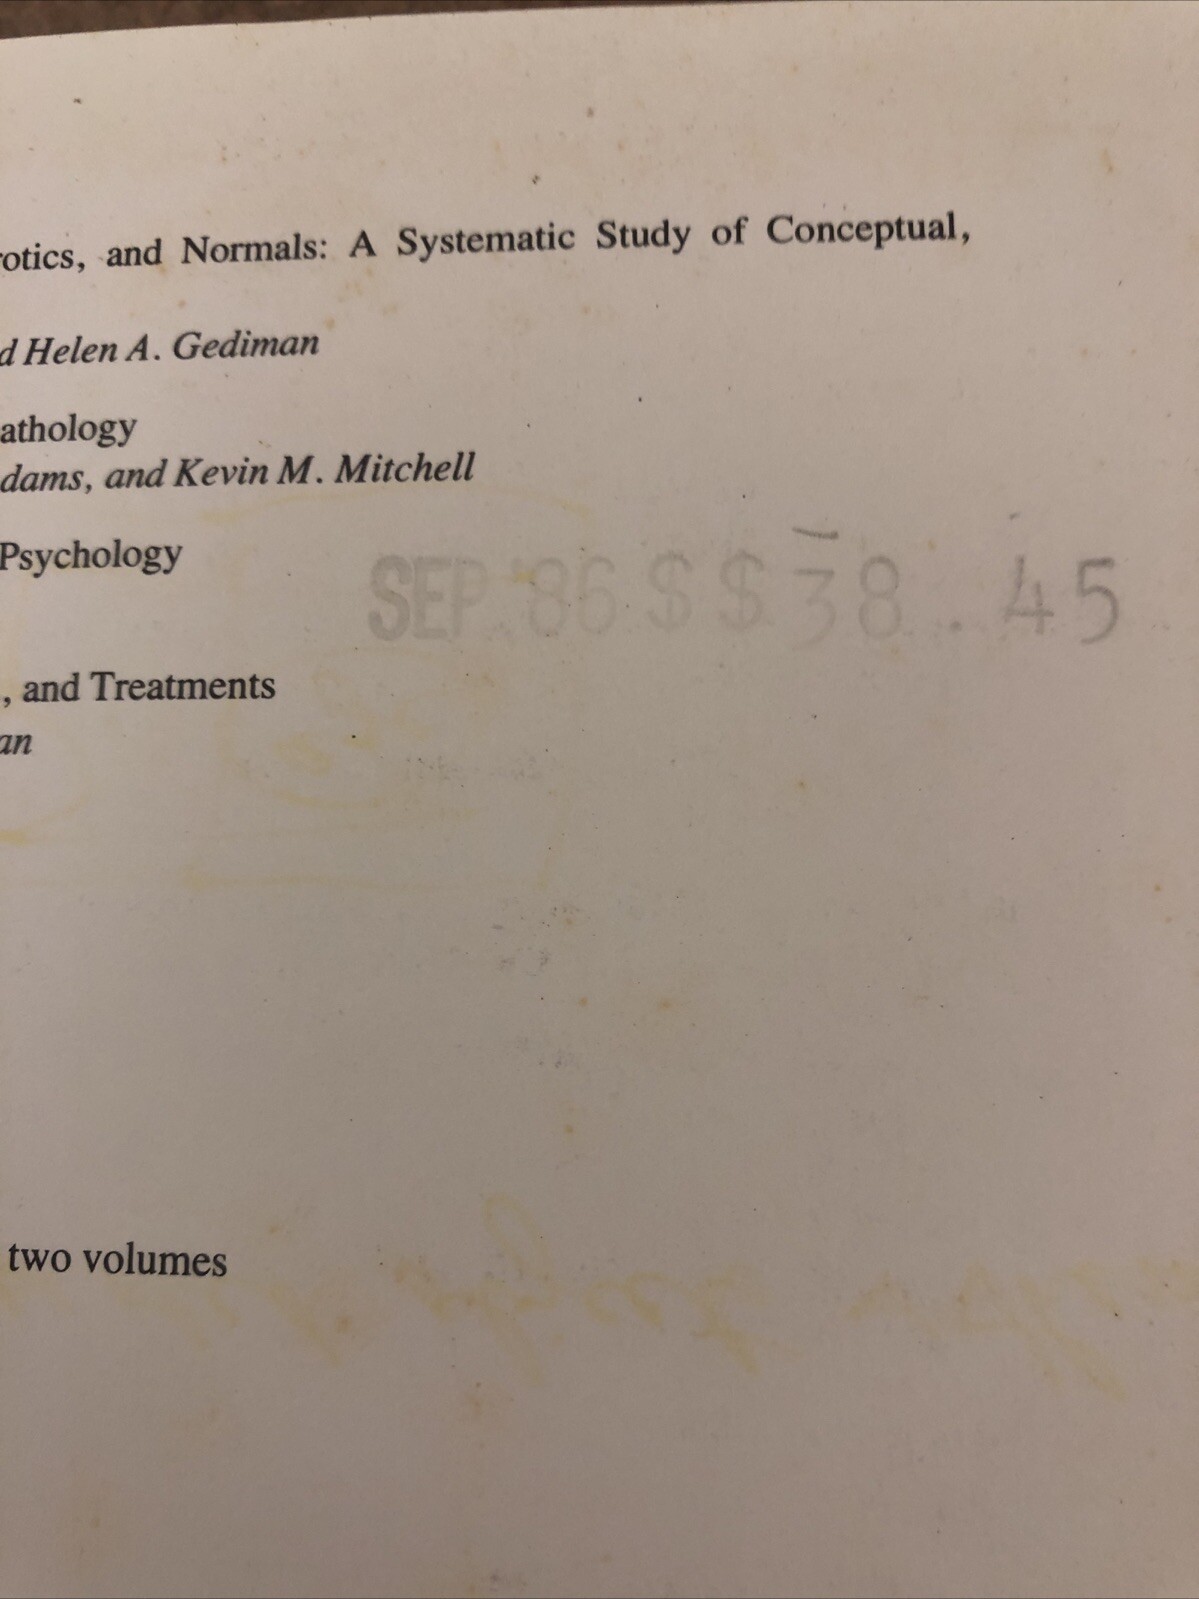 rotics, and Normals: A Systematic Study of Conceptual,
d Helen A. Gediman
athology
dams, and Kevin M. Mitchell
Psychology
SEP '86 $$38.45
, and Treatments
an
two volumes